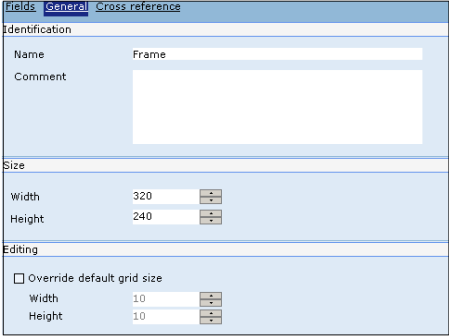 Fields General Cross reference
Identification
Name Frame
Comment
Size
Width 320
Height 240
Editing
Override default grid size
Width 10
Height 10